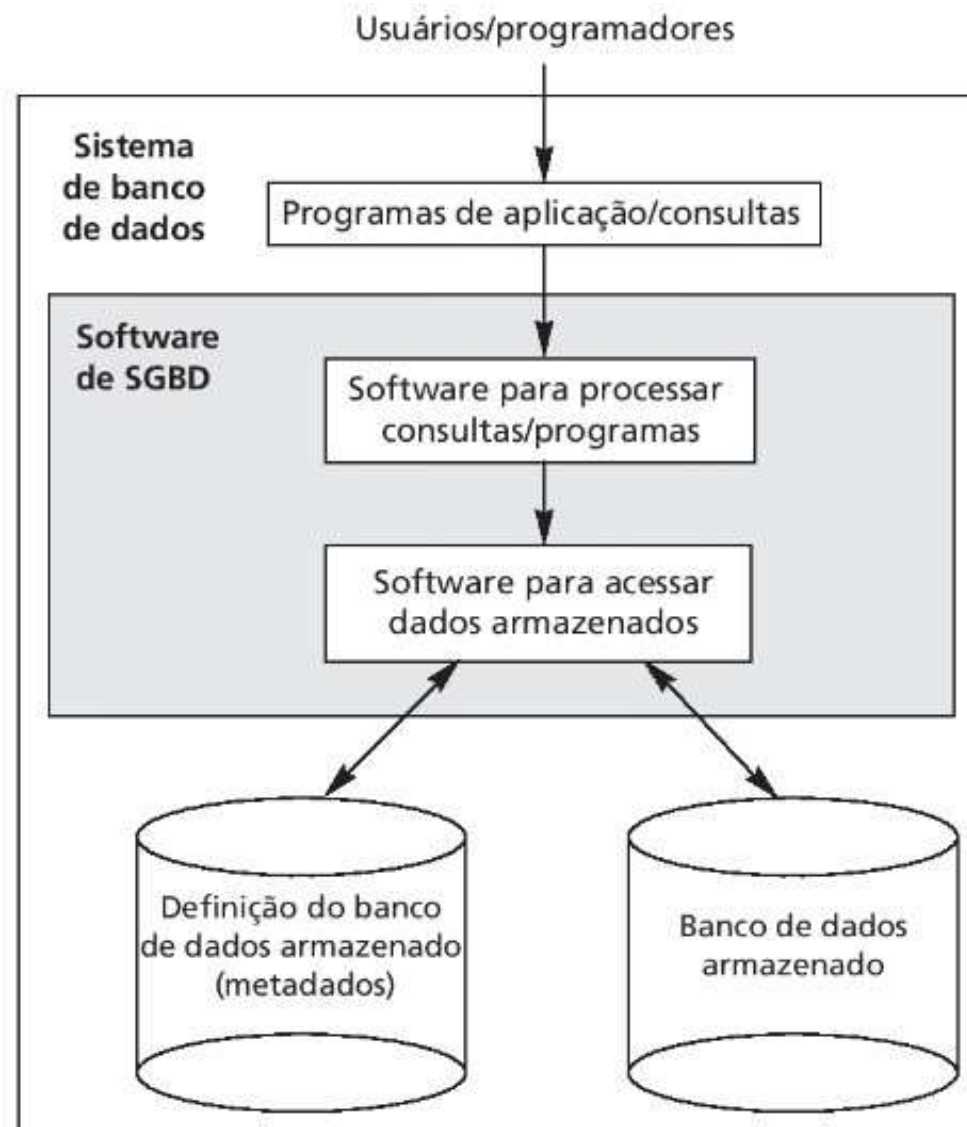 Usuários/programadores
Sistema
de banco
de dados
Programas de aplicação/consultas
Software
de SGBD
Software para processar
consultas/programas
Software para acessar
dados armazenados
Definição do banco
de dados armazenado
(metadados)
Banco de dados
armazenado